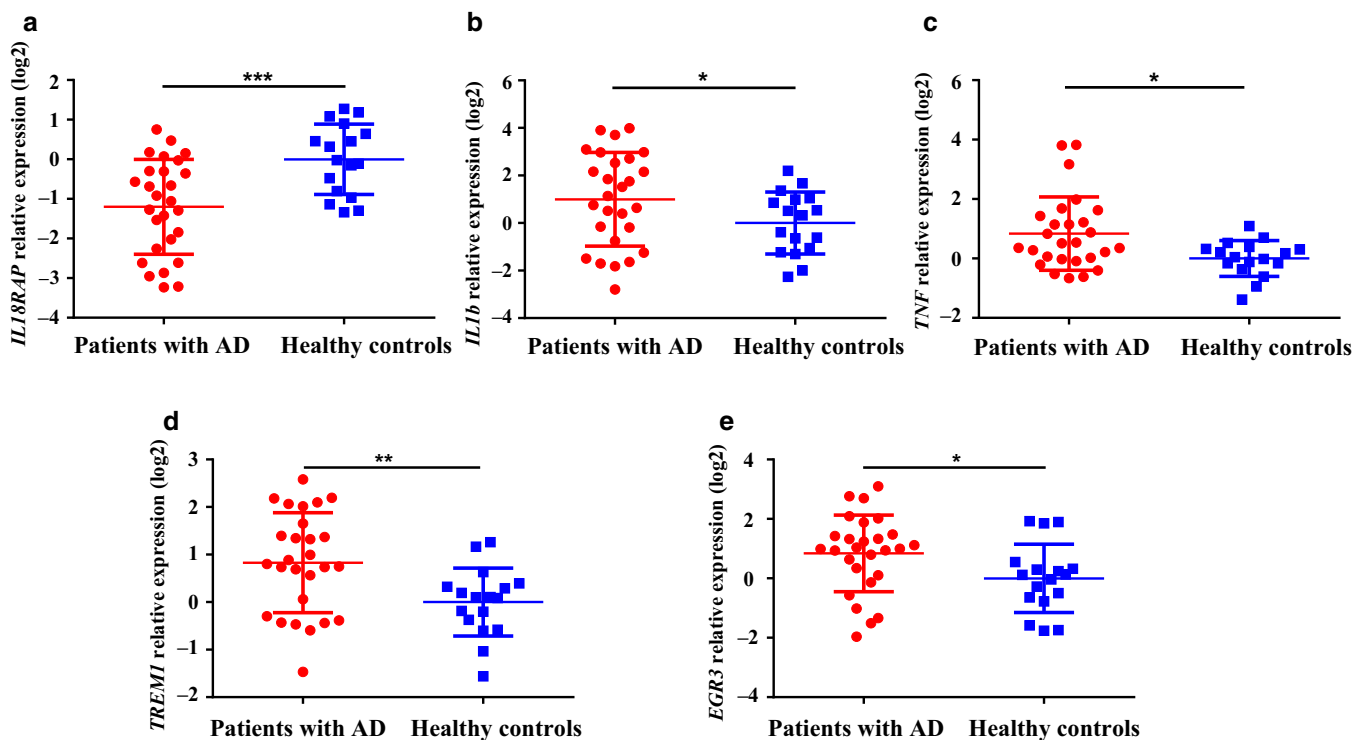 a
IL18RAP relative expression (log2)
2
1
0
–1
–2
–3
–4
***
Patients with AD
Healthy controls
b
IL1b relative expression (log2)
6
4
2
0
–2
–4
*
Patients with AD
Healthy controls
c
TNF relative expression (log2)
6
4
2
0
–2
*
Patients with AD
Healthy controls
d
TREM1 relative expression (log2)
3
2
1
0
–1
–2
**
Patients with AD
Healthy controls
e
EGR3 relative expression (log2)
4
2
0
–2
–4
*
Patients with AD
Healthy controls